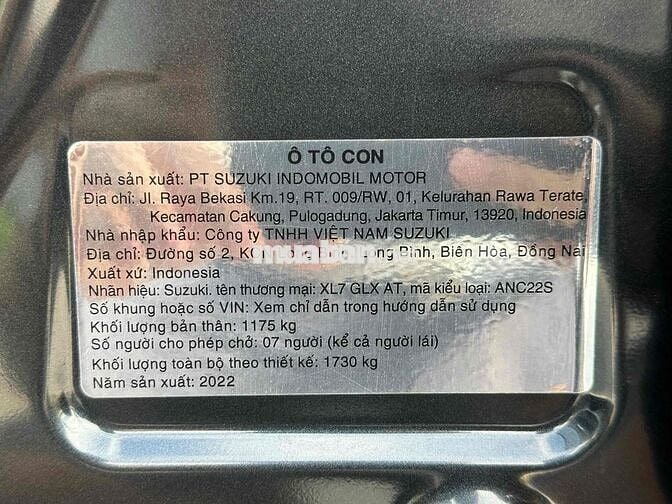 Ô TÔ CON
Nhà sản xuất: PT SUZUKI INDOMOBIL MOTOR
Địa chỉ: Jl. Raya Bekasi Km.19, RT. 009/RW, 01, Kelurahan Rawa Terate,
Kecamatan Cakung, Pulogadung, Jakarta Timur, 13920, Indonesia
Nhà nhập khẩu: Công ty TNHH VIỆT NAM SUZUKI
Địa chỉ: Đường số 2, Bình, Biên Hòa, Đồng Nai
Xuất xứ: Indonesia
Nhãn hiệu: Suzuki. tên thương mại: XL7 GLX AT, mã kiểu loại: ANC22S
Số khung hoặc số VIN: Xem chỉ dẫn trong hướng dẫn sử dụng
Khối lượng bản thân: 1175 kg
Số người cho phép chở: 07 người (kể cả người lái)
Khối lượng toàn bộ theo thiết kế: 1730 kg
Năm sản xuất: 2022